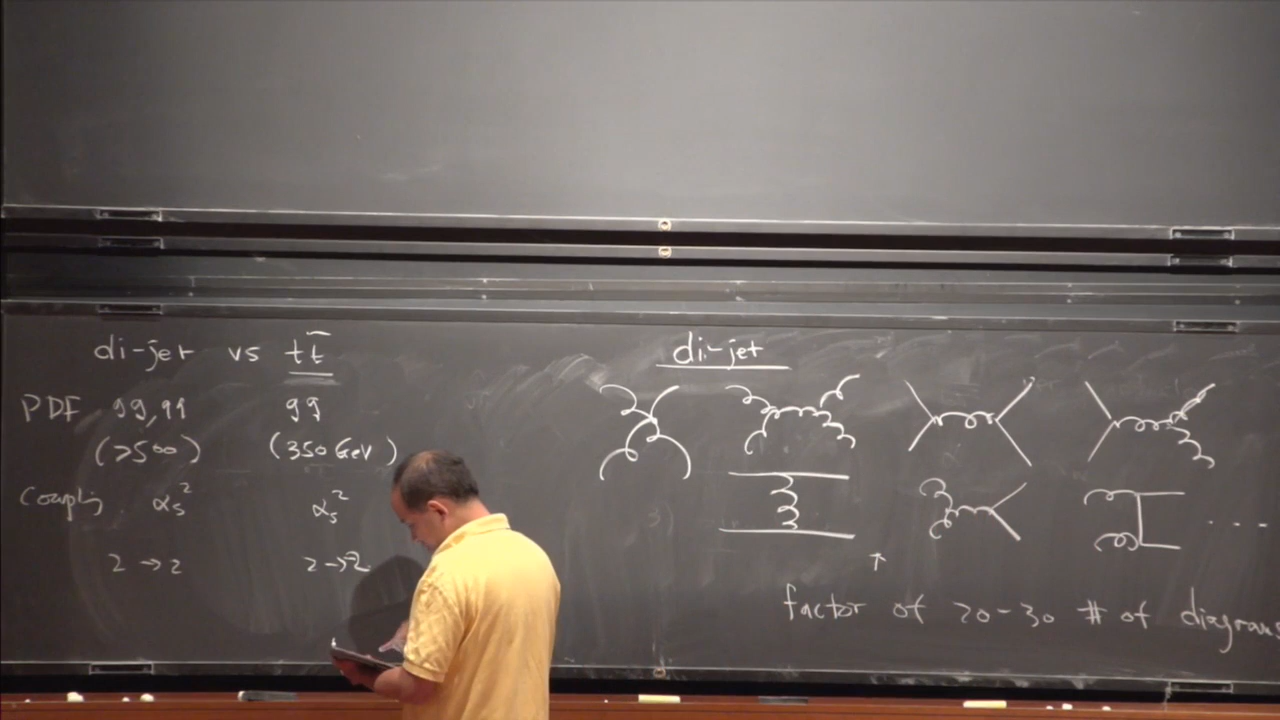 di-jet vs tt̄
PDF gg, qq̄ gg
(>500) (350 GeV)
Coupling αs² αs²
2 → 2 2 → 2
di-jet
....
↑
factor of 20-30 # of diagrams